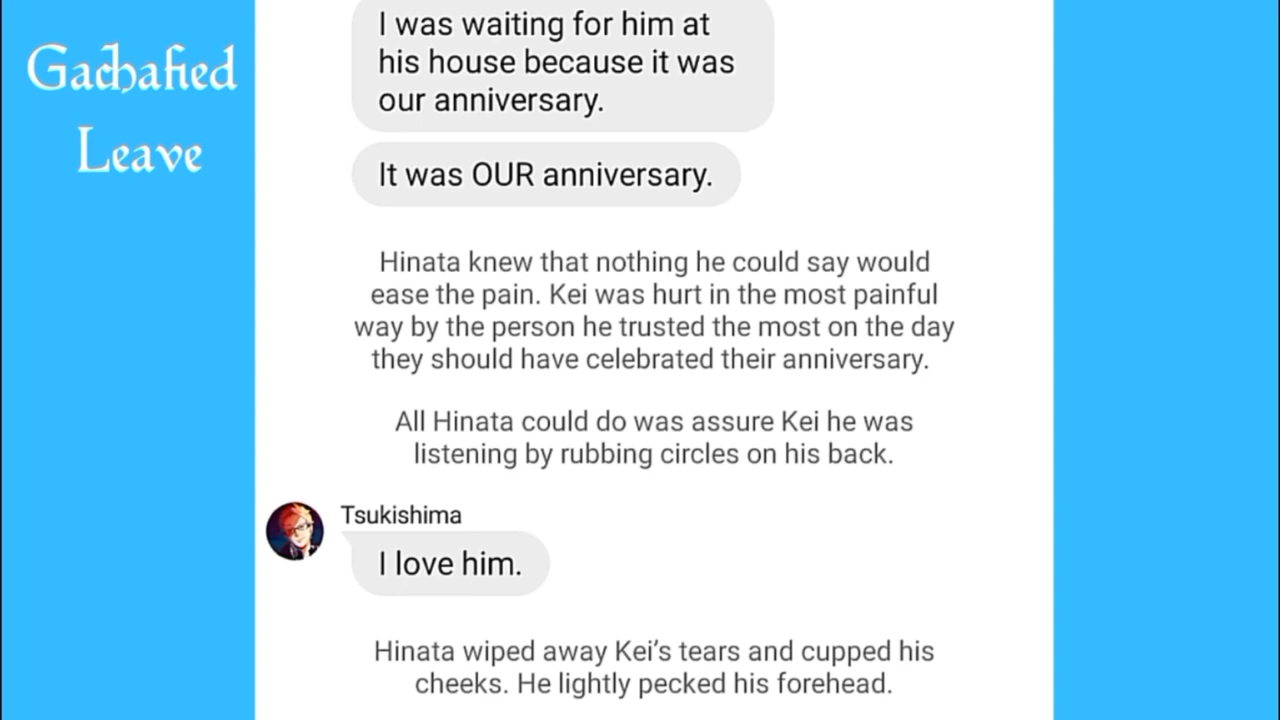 Gachafied
Leave
I was waiting for him at
his house because it was
our anniversary.
It was OUR anniversary.
Hinata knew that nothing he could say would
ease the pain. Kei was hurt in the most painful
way by the person he trusted the most on the day
they should have celebrated their anniversary.
All Hinata could do was assure Kei he was
listening by rubbing circles on his back.
Tsukishima
I love him.
Hinata wiped away Kei’s tears and cupped his
cheeks. He lightly pecked his forehead.